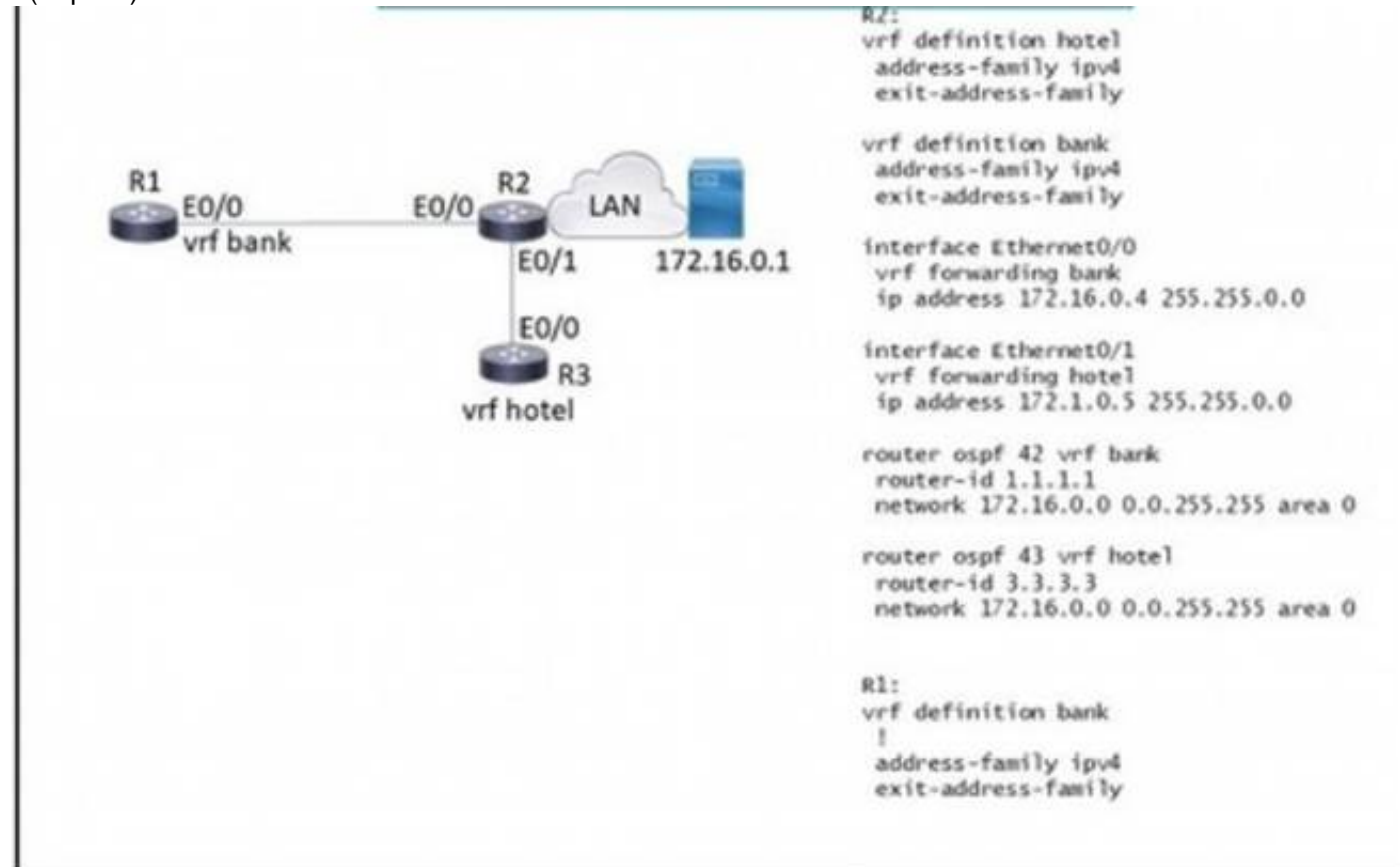 R1
E0/0
vrf bank
E0/0
R2
LAN
E0/1
172.16.0.1
E0/0
R3
vrf hotel
R2:
vrf definition hotel
address-family ipv4
exit-address-family
vrf definition bank
address-family ipv4
exit-address-family
interface Ethernet0/0
vrf forwarding bank
ip address 172.16.0.4 255.255.0.0
interface Ethernet0/1
vrf forwarding hotel
ip address 172.1.0.5 255.255.0.0
router ospf 42 vrf bank
router-id 1.1.1.1
network 172.16.0.0 0.0.255.255 area 0
router ospf 43 vrf hotel
router-id 3.3.3.3
network 172.16.0.0 0.0.255.255 area 0
R1:
vrf definition bank
!
address-family ipv4
exit-address-family